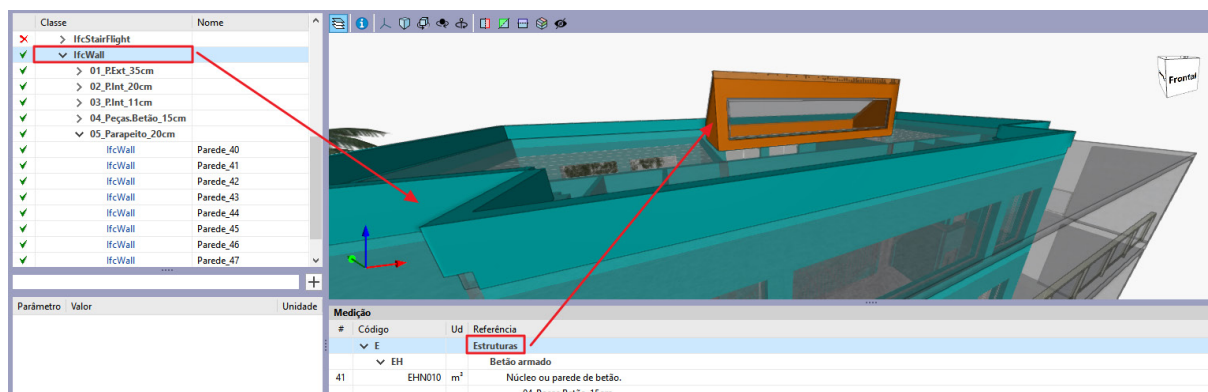 Classe Nome
IfcStairFlight
IfcWall
01_P.Ext_35cm
02_P.Int_20cm
03_P.Int_11cm
04_Peças.Betão_15cm
05_Parapeito_20cm
IfcWall Parede_40
IfcWall Parede_41
IfcWall Parede_42
IfcWall Parede_43
IfcWall Parede_44
IfcWall Parede_45
IfcWall Parede_46
IfcWall Parede_47
Parâmetro Valor Unidade
Frontal
Medição
# Código Ud Referência
E Estruturas
EH Betão armado
41 EHN010 m³ Núcleo ou parede de betão.
04_Peças.Betão_15cm